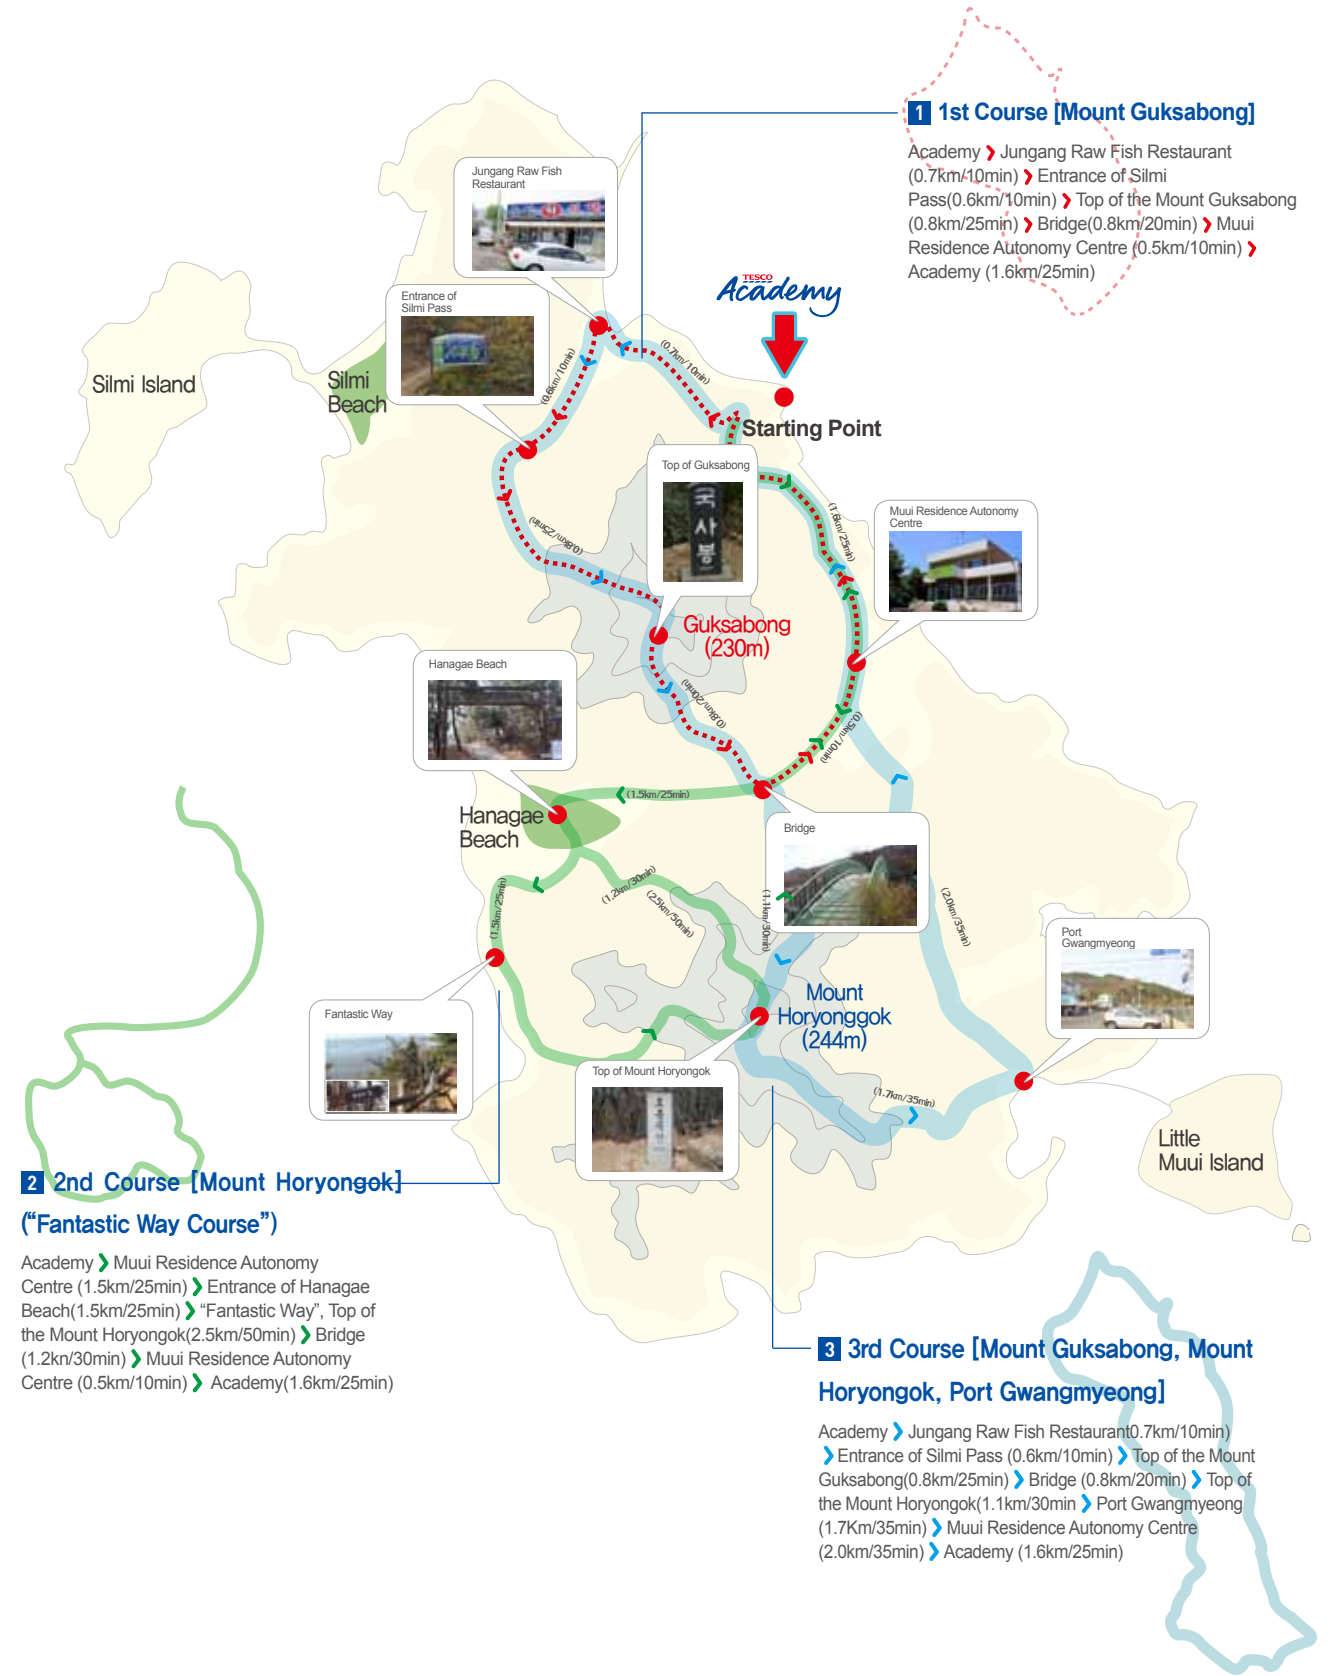 1 1st Course [Mount Guksabong]
Academy > Jungang Raw Fish Restaurant
(0.7km/10min) > Entrance of Silmi
Pass(0.6km/10min) > Top of the Mount Guksabong
(0.8km/25min) > Bridge(0.8km/20min) > Muui
Residence Autonomy Centre (0.5km/10min) >
Academy (1.6km/25min)
Jungang Raw Fish
Restaurant
TESCO
Academy
Entrance of
Silmi Pass
Silmi Island
Silmi
Beach
(0.6km/10min)
(0.7km/10min)
Starting Point
Top of Guksabong
국
사
봉
(1.6km/25min)
Muui Residence Autonomy
Centre
(0.8km/25min)
Guksabong
(230m)
Hanagae Beach
(0.8km/20min)
(0.5km/10min)
(1.5km/25min)
Hanagae
Beach
Bridge
(1.5km/25min)
(1.2km/30min)
(2.5km/50min)
(1.1km/30min)
(2.0km/35min)
Port
Gwangmyeong
Mount
Horyonggok
(244m)
Fantastic Way
Top of Mount Horyongok
(1.7km/35min)
Little
Muui Island
2 2nd Course [Mount Horyongok]
(“Fantastic Way Course”)
Academy > Muui Residence Autonomy
Centre (1.5km/25min) > Entrance of Hanagae
Beach(1.5km/25min) > “Fantastic Way”, Top of
the Mount Horyongok(2.5km/50min) > Bridge
(1.2kn/30min) > Muui Residence Autonomy
Centre (0.5km/10min) > Academy(1.6km/25min)
3 3rd Course [Mount Guksabong, Mount
Horyongok, Port Gwangmyeong]
Academy > Jungang Raw Fish Restaurant0.7km/10min)
> Entrance of Silmi Pass (0.6km/10min) > Top of the Mount
Guksabong(0.8km/25min) > Bridge (0.8km/20min) > Top of
the Mount Horyongok(1.1km/30min > Port Gwangmyeong
(1.7Km/35min) > Muui Residence Autonomy Centre
(2.0km/35min) > Academy (1.6km/25min)